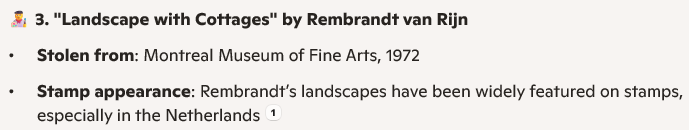 3. "Landscape with Cottages" by Rembrandt van Rijn
• Stolen from: Montreal Museum of Fine Arts, 1972
• Stamp appearance: Rembrandt’s landscapes have been widely featured on stamps,
especially in the Netherlands 1